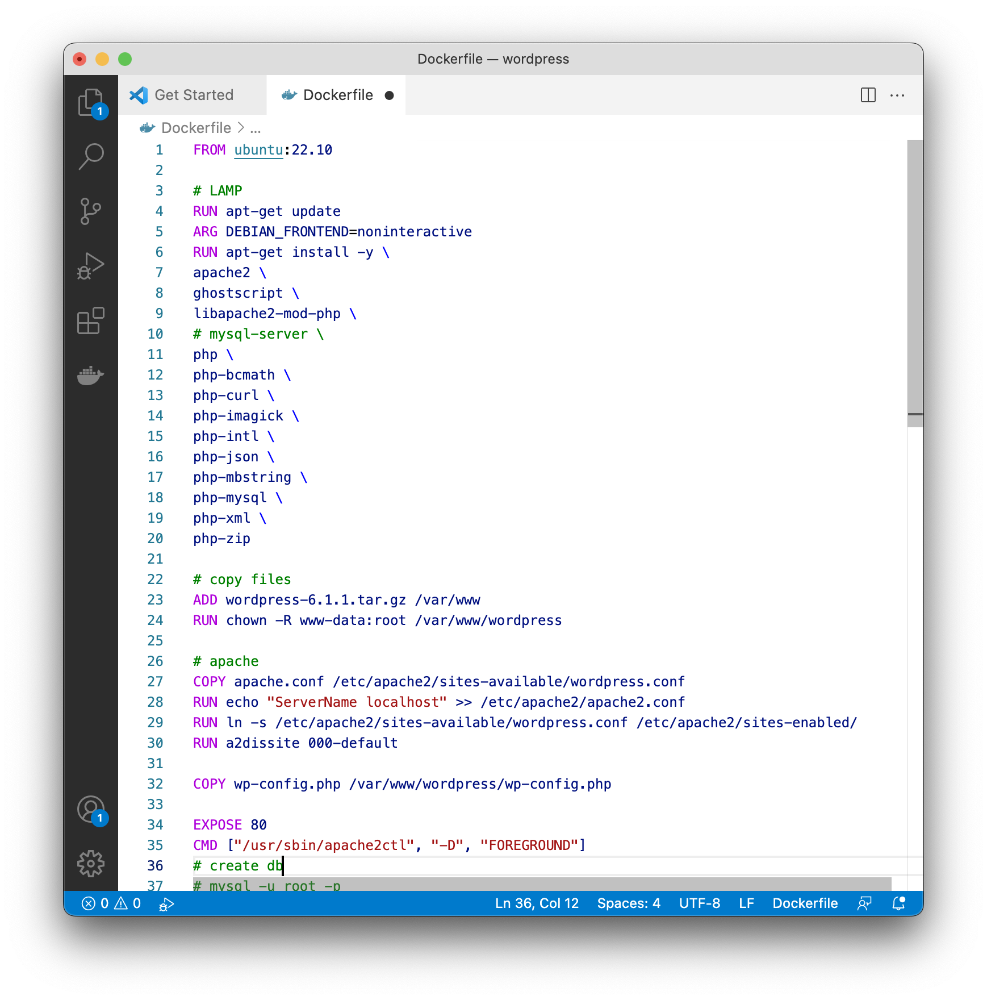 Dockerfile — wordpress
1
Get Started
Dockerfile
Dockerfile > ...
1 FROM ubuntu:22.10
2
3 # LAMP
4 RUN apt-get update
5 ARG DEBIAN_FRONTEND=noninteractive
6 RUN apt-get install -y \
7 apache2 \
8 ghostscript \
9 libapache2-mod-php \
10 # mysql-server \
11 php \
12 php-bcmath \
13 php-curl \
14 php-imagick \
15 php-intl \
16 php-json \
17 php-mbstring \
18 php-mysql \
19 php-xml \
20 php-zip
21
22 # copy files
23 ADD wordpress-6.1.1.tar.gz /var/www
24 RUN chown -R www-data:root /var/www/wordpress
25
26 # apache
27 COPY apache.conf /etc/apache2/sites-available/wordpress.conf
28 RUN echo "ServerName localhost" >> /etc/apache2/apache2.conf
29 RUN ln -s /etc/apache2/sites-available/wordpress.conf /etc/apache2/sites-enabled/
30 RUN a2dissite 000-default
31
32 COPY wp-config.php /var/www/wordpress/wp-config.php
33
34 EXPOSE 80
35 CMD ["/usr/sbin/apache2ctl", "-D", "FOREGROUND"]
36 # create db
37 # mysql -u root -p
1
0 0 Ln 36, Col 12 Spaces: 4 UTF-8 LF Dockerfile